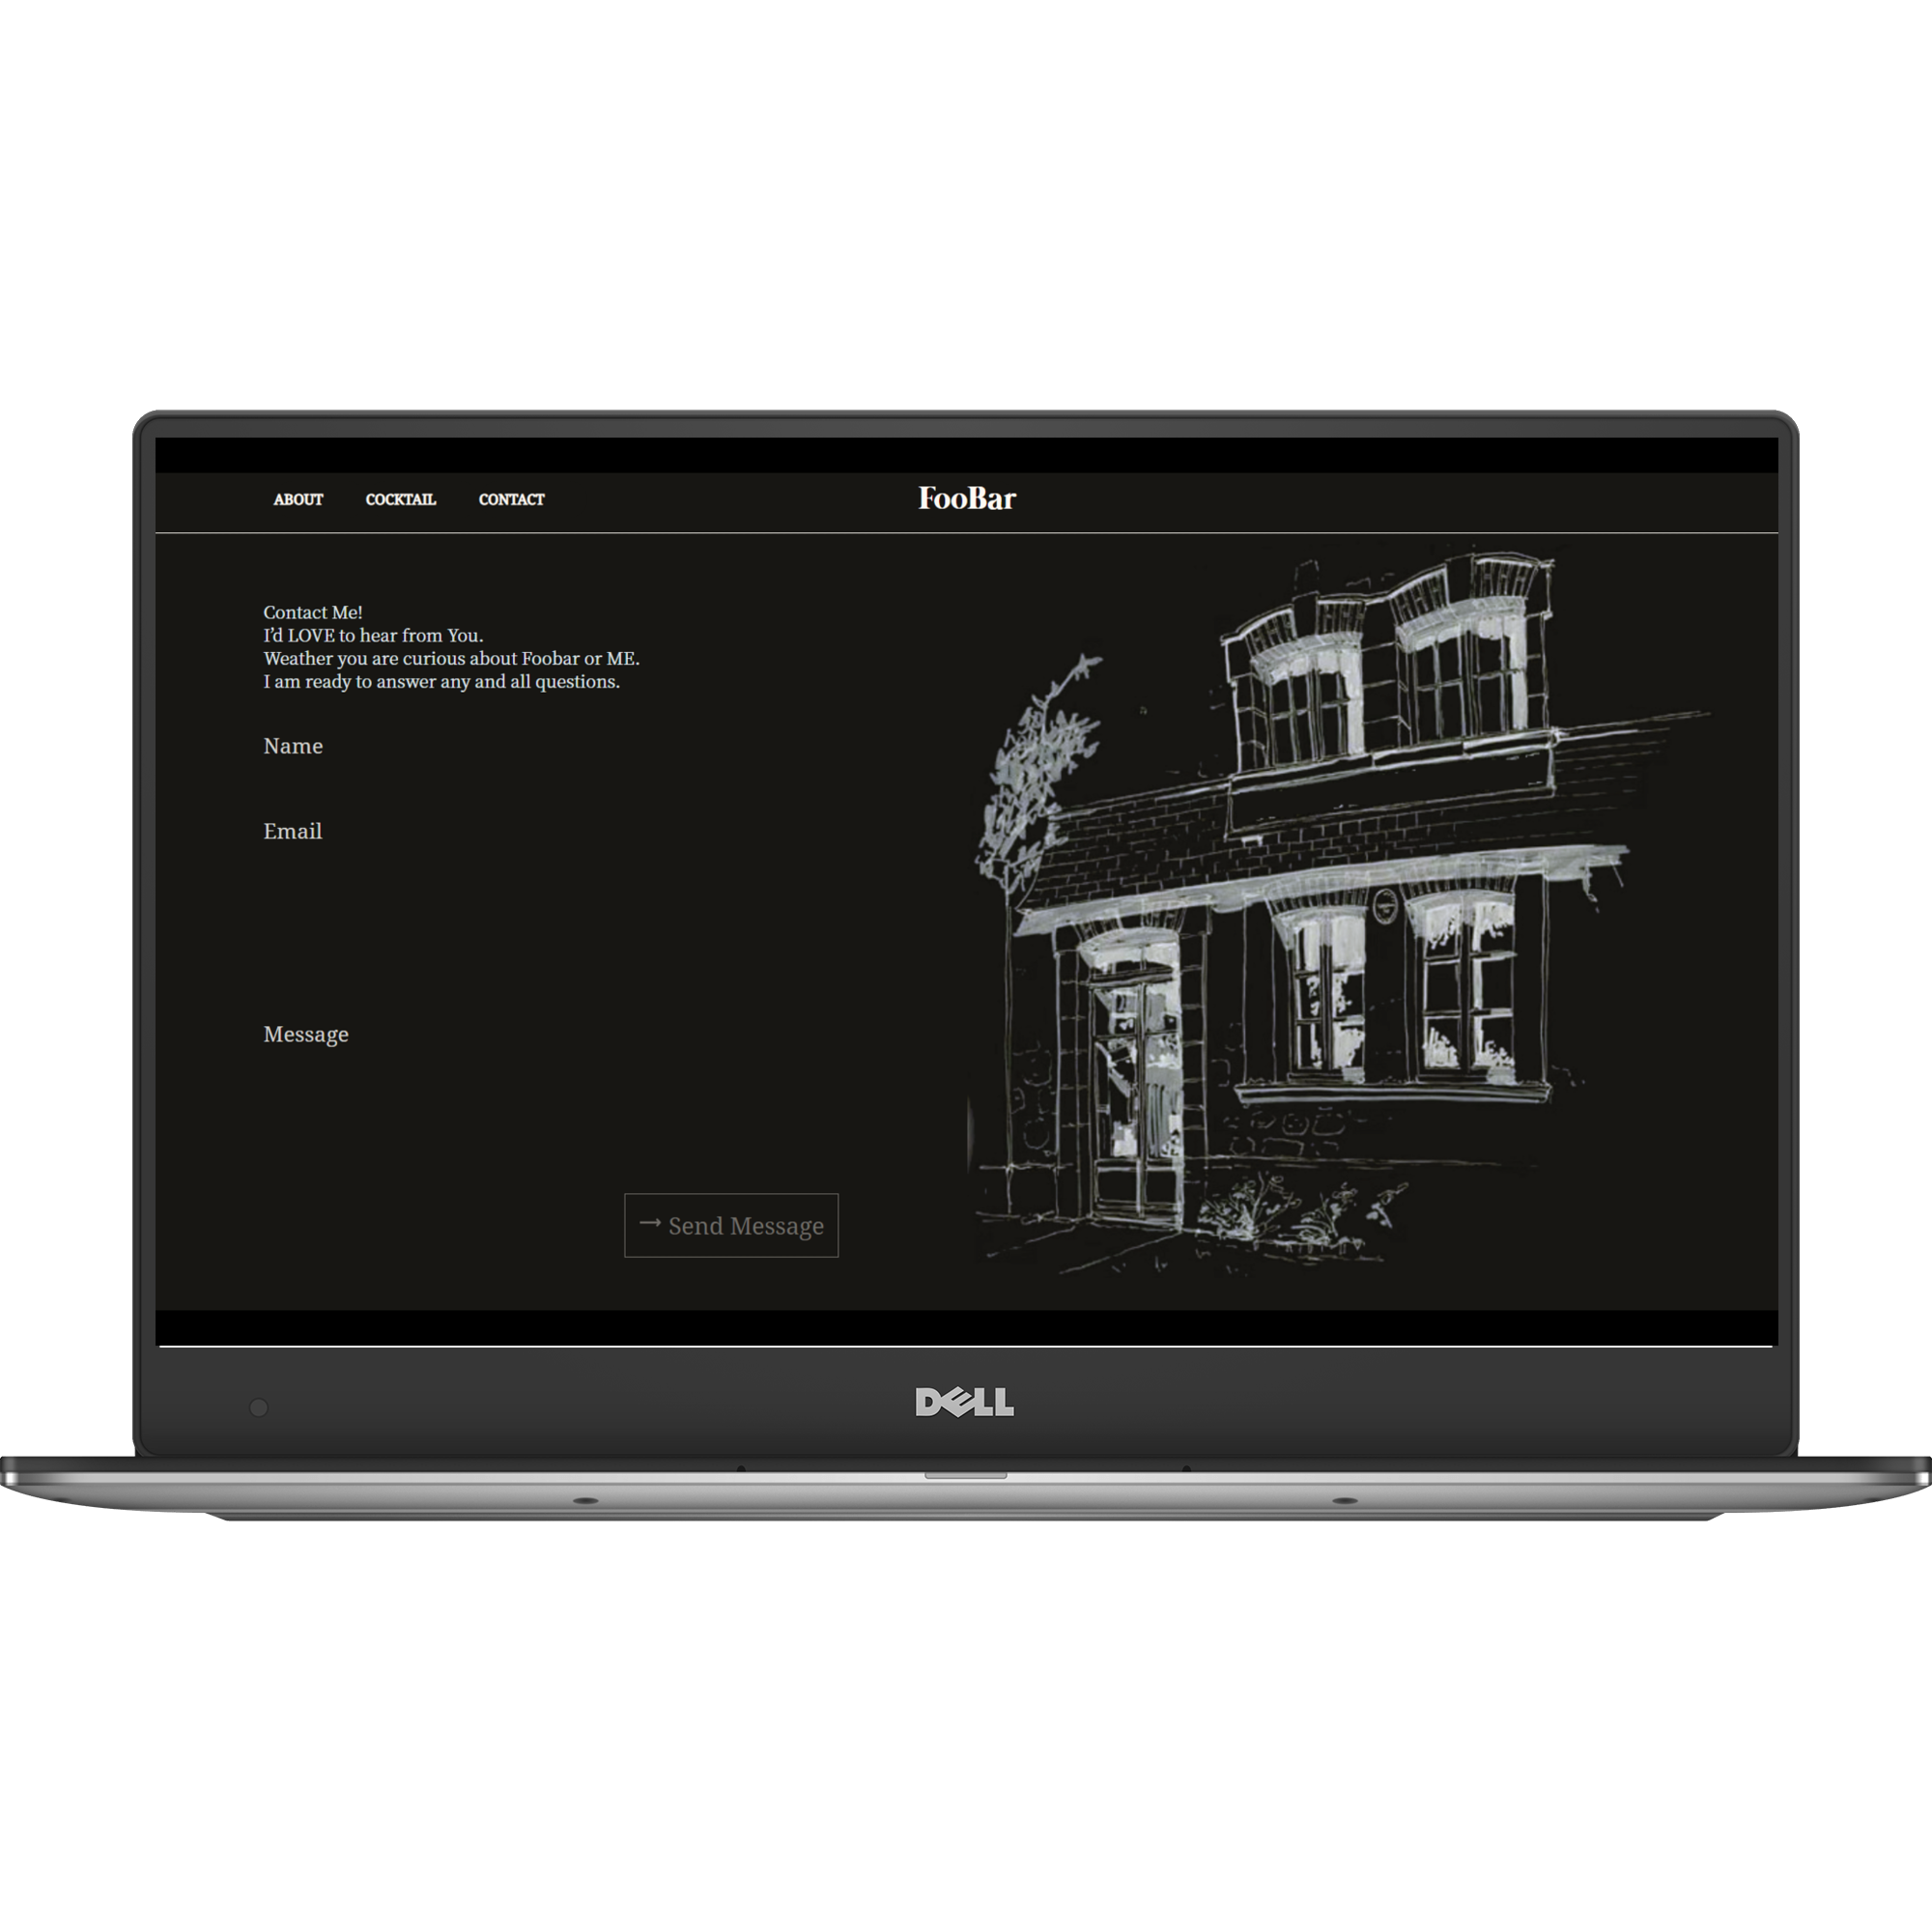 ABOUT COCKTAIL CONTACT FooBar
Contact Me!
I’d LOVE to hear from You.
Weather you are curious about Foobar or ME.
I am ready to answer any and all questions.
Name
Email
Message
→ Send Message
DELL